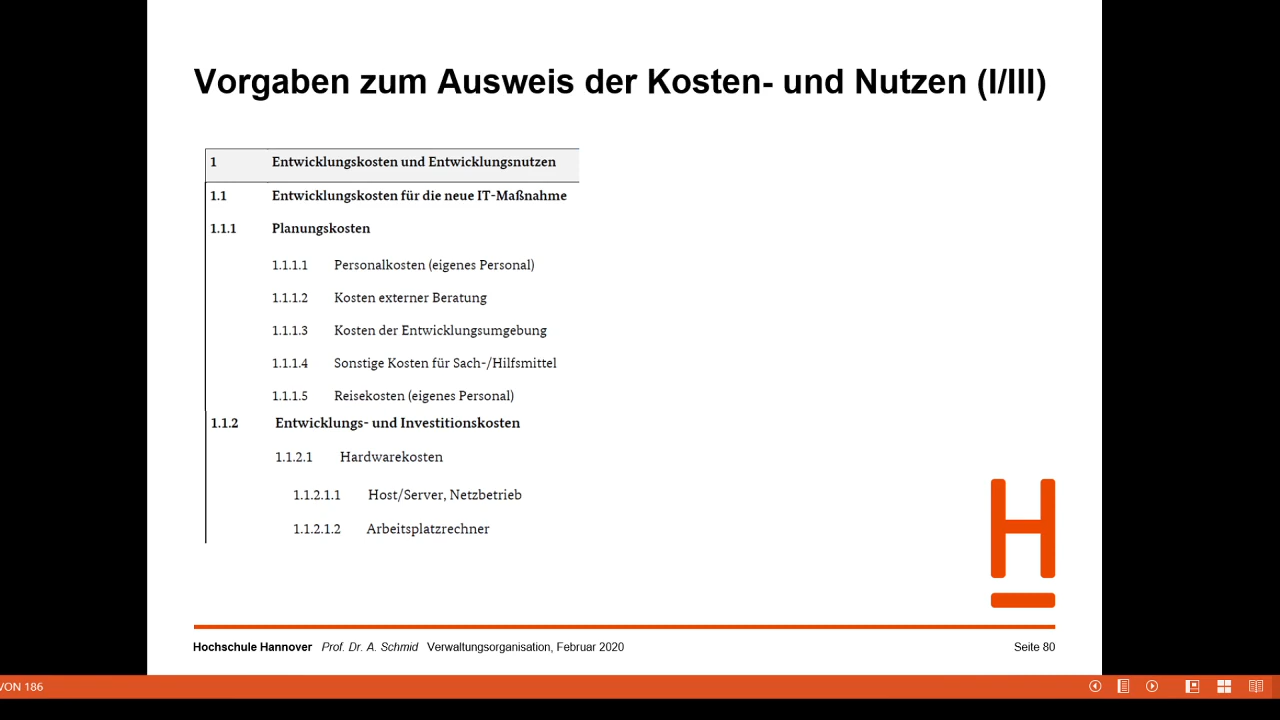 Vorgaben zum Ausweis der Kosten- und Nutzen (I/III)
1 Entwicklungskosten und Entwicklungsnutzen
1.1 Entwicklungskosten für die neue IT-Maßnahme
1.1.1 Planungskosten
1.1.1.1 Personalkosten (eigenes Personal)
1.1.1.2 Kosten externer Beratung
1.1.1.3 Kosten der Entwicklungsumgebung
1.1.1.4 Sonstige Kosten für Sach-/Hilfsmittel
1.1.1.5 Reisekosten (eigenes Personal)
1.1.2 Entwicklungs- und Investitionskosten
1.1.2.1 Hardwarekosten
1.1.2.1.1 Host/Server, Netzbetrieb
1.1.2.1.2 Arbeitsplatzrechner
H
Hochschule Hannover Prof. Dr. A. Schmid Verwaltungsorganisation, Februar 2020 Seite 80
VON 186